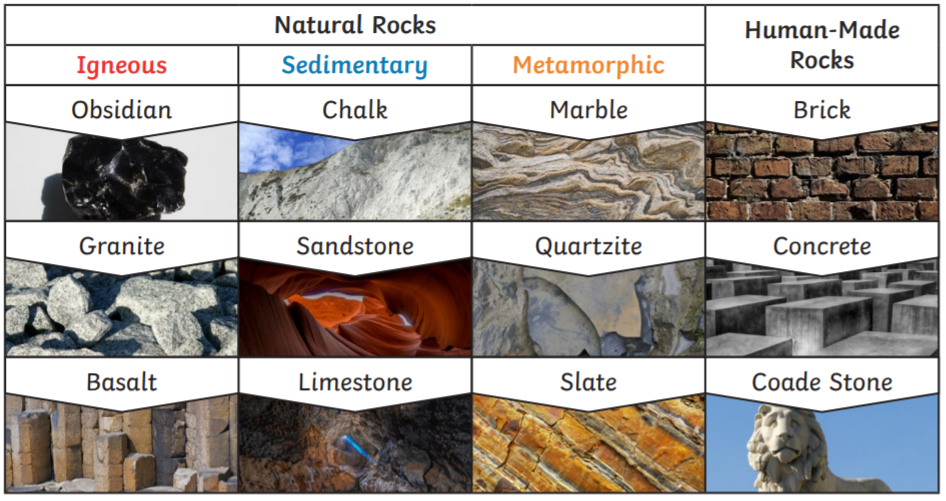 Natural Rocks
Human-Made
Rocks
Igneous
Sedimentary
Metamorphic
Obsidian
Chalk
Marble
Brick
Granite
Sandstone
Quartzite
Concrete
Basalt
Limestone
Slate
Coade Stone